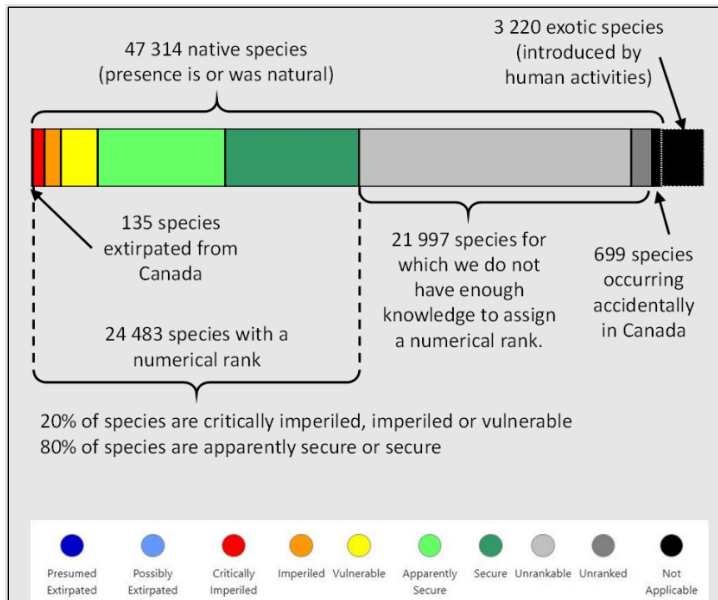 47 314 native species
(presence is or was natural)
3 220 exotic species
(introduced by
human activities)
135 species
extirpated from
Canada
24 483 species with a
numerical rank
21 997 species for
which we do not
have enough
knowledge to assign
a numerical rank.
699 species
occurring
accidentally
in Canada
20% of species are critically imperiled, imperiled or vulnerable
80% of species are apparently secure or secure
Presumed
Extirpated
Possibly
Extirpated
Critically
Imperiled
Imperiled
Vulnerable
Apparently
Secure
Secure
Unrankable
Unranked
Not
Applicable